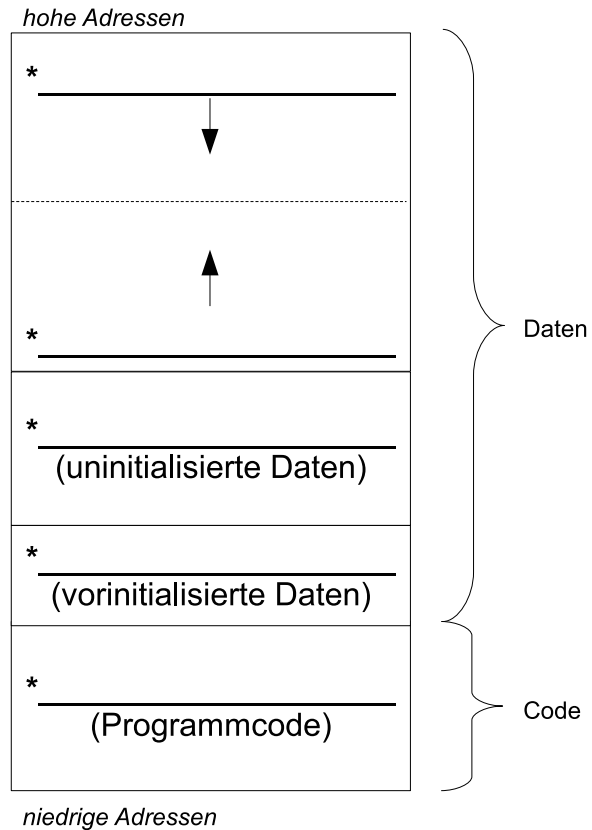 hohe Adressen
*
*
Daten
*
(uninitialisierte Daten)
*
(vorinitialisierte Daten)
*
(Programmcode)
Code
niedrige Adressen